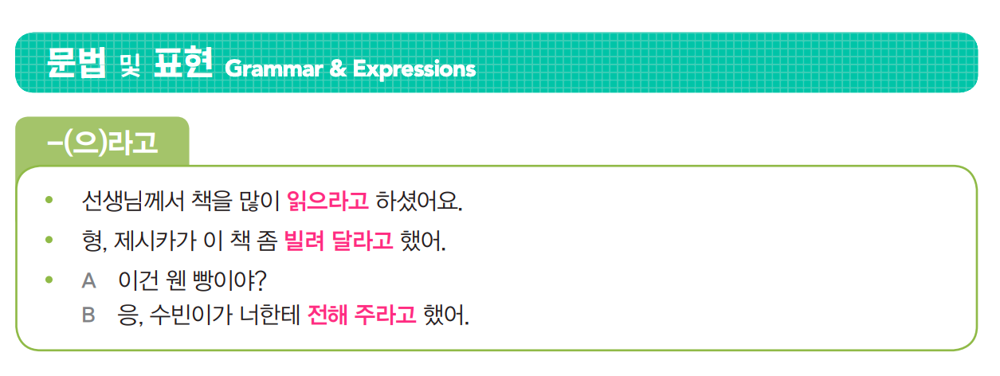 문법 및 표현 Grammar & Expressions
-(으)라고
• 선생님께서 책을 많이 읽으라고 하셨어요.
• 형, 제시카가 이 책 좀 빌려 달라고 했어.
• A 이건 웬 빵이야?
B 응, 수빈이가 너한테 전해 주라고 했어.